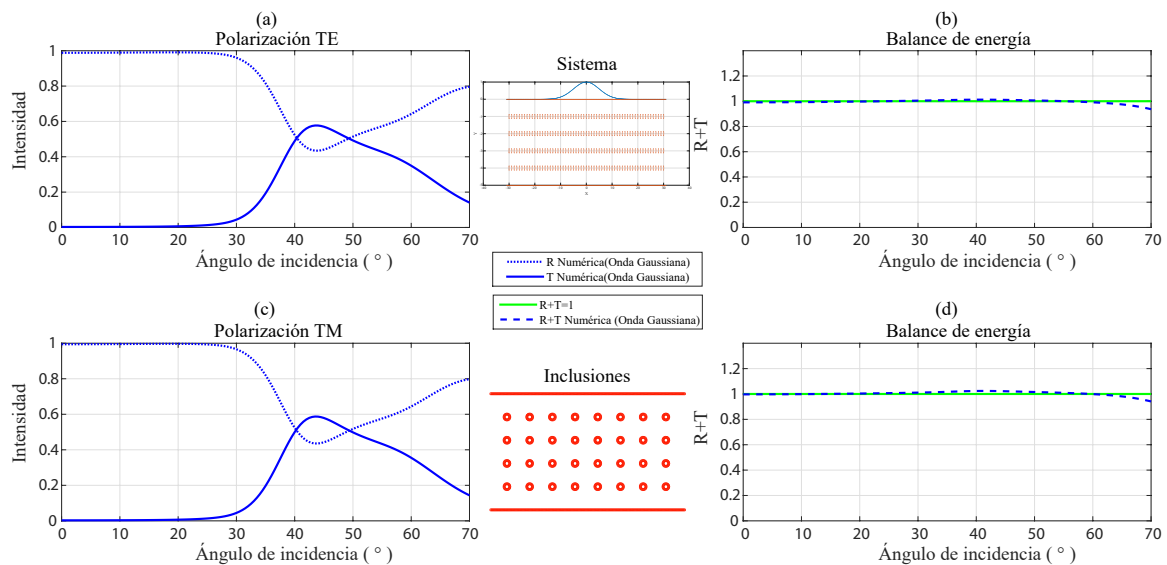 (a)
Polarización TE
Intensidad
1
0.8
0.6
0.4
0.2
0
0 10 20 30 40 50 60 70
Ángulo de incidencia ( ° )
Sistema
(b)
Balance de energía
R+T
1.2
1
0.8
0.6
0.4
0.2
0
0 10 20 30 40 50 60 70
Ángulo de incidencia ( ° )
R Numérica(Onda Gaussiana)
T Numérica(Onda Gaussiana)
R+T=1
R+T Numérica (Onda Gaussiana)
(c)
Polarización TM
Intensidad
1
0.8
0.6
0.4
0.2
0
0 10 20 30 40 50 60 70
Ángulo de incidencia ( ° )
Inclusiones
(d)
Balance de energía
R+T
1.2
1
0.8
0.6
0.4
0.2
0
0 10 20 30 40 50 60 70
Ángulo de incidencia ( ° )